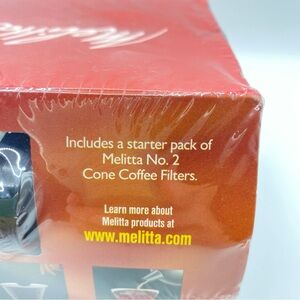 Melitta
Includes a starter pack of
Melitta No. 2
Cone Coffee Filters.
Learn more about
Melitta products at
www.melitta.com